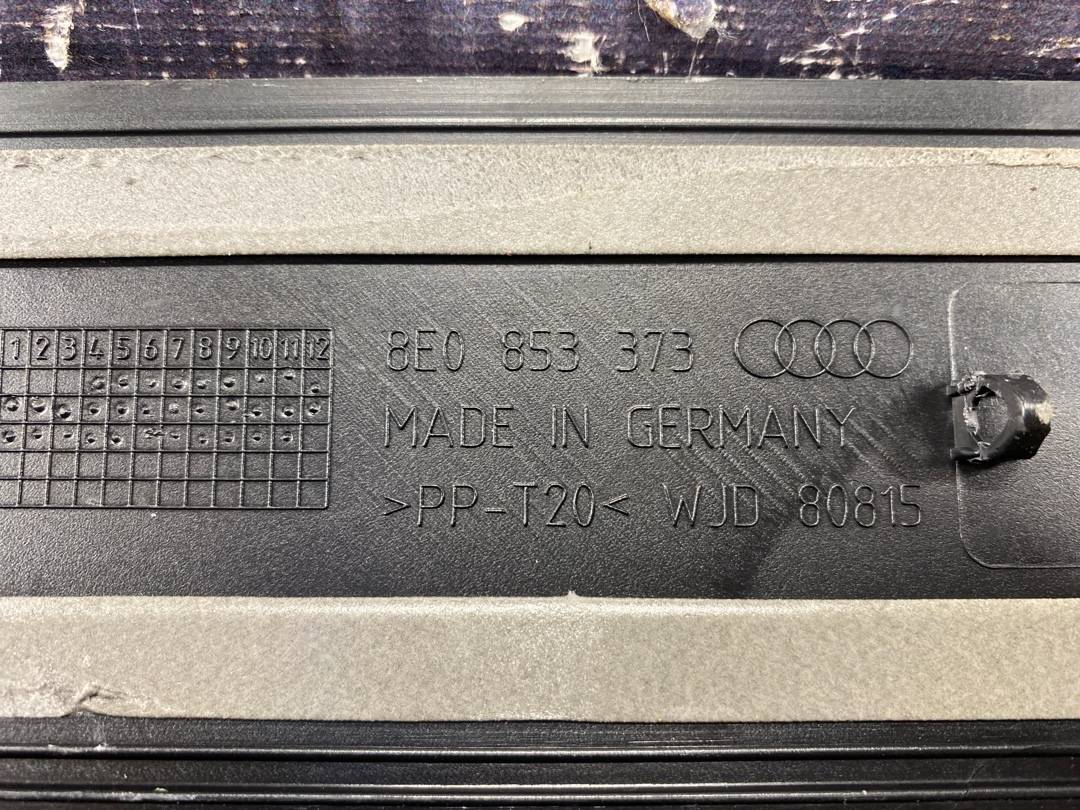 1 2 3 4 5 6 7 8 9 10 11 12
8E0 853 373
MADE IN GERMANY
>PP-T20< WJD 80815